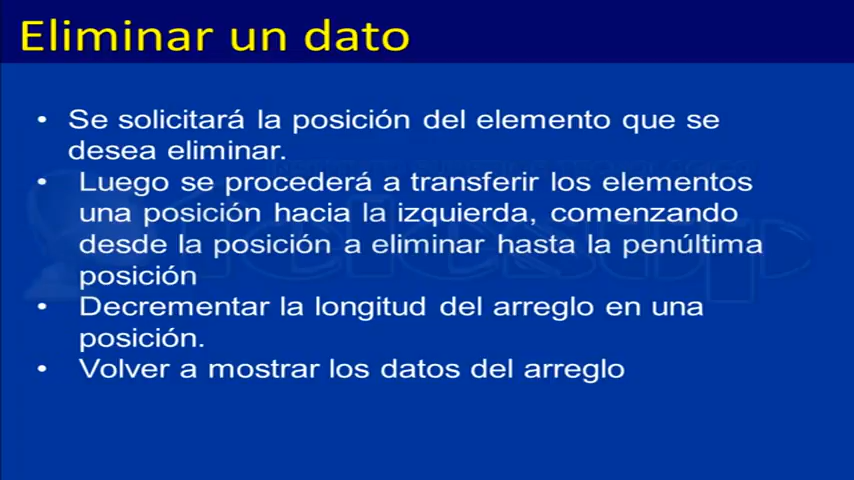 Eliminar un dato
• Se solicitará la posición del elemento que se
desea eliminar.
• Luego se procederá a transferir los elementos
una posición hacia la izquierda, comenzando
desde la posición a eliminar hasta la penúltima
posición
• Decrementar la longitud del arreglo en una
posición.
• Volver a mostrar los datos del arreglo